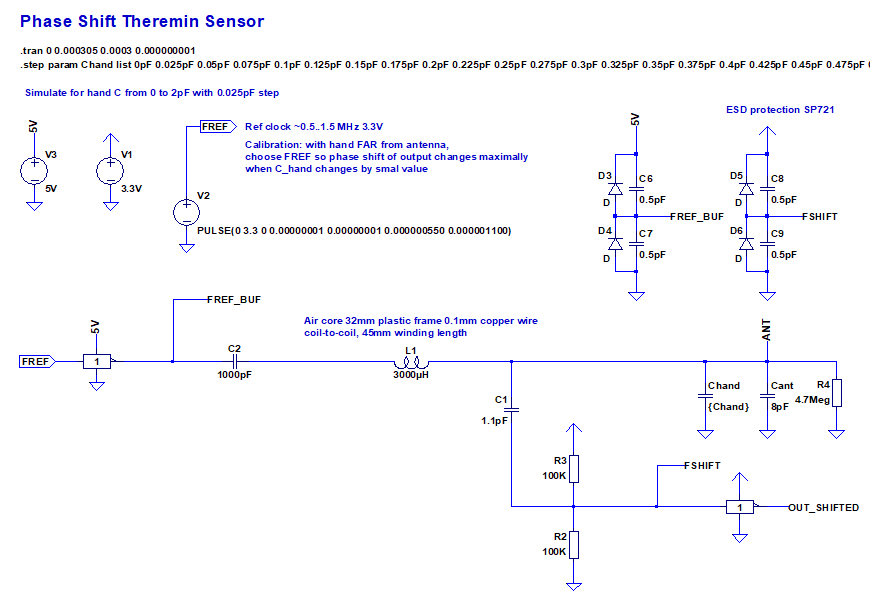 Phase Shift Theremin Sensor
.tran 0 0.000305 0.0003 0.000000001
.step param Chand list 0pF 0.025pF 0.05pF 0.075pF 0.1pF 0.125pF 0.15pF 0.175pF 0.2pF 0.225pF 0.25pF 0.275pF 0.3pF 0.325pF 0.35pF 0.375pF 0.4pF 0.425pF 0.45pF 0.475pF
Simulate for hand C from 0 to 2pF with 0.025pF step
ESD protection SP721
5V
V3
5V
V1
3.3V
FREF
Ref clock ~0.5..1.5 MHz 3.3V
Calibration: with hand FAR from antenna,
choose FREF so phase shift of output changes maximally
when C_hand changes by smal value
V2
PULSE(0 3.3 0 0.00000001 0.00000001 0.000000550 0.000001100)
5V
D3
D
C6
0.5pF
FREF_BUF
D4
D
C7
0.5pF
D5
D
C8
0.5pF
FSHIFT
D6
D
C9
0.5pF
FREF_BUF
5V
FREF
1
C2
1000pF
Air core 32mm plastic frame 0.1mm copper wire
coil-to-coil, 45mm winding length
L1
3000µH
ANT
C1
1.1pF
Chand
{Chand}
Cant
8pF
R4
4.7Meg
R3
100K
FSHIFT
1
OUT_SHIFTED
R2
100K